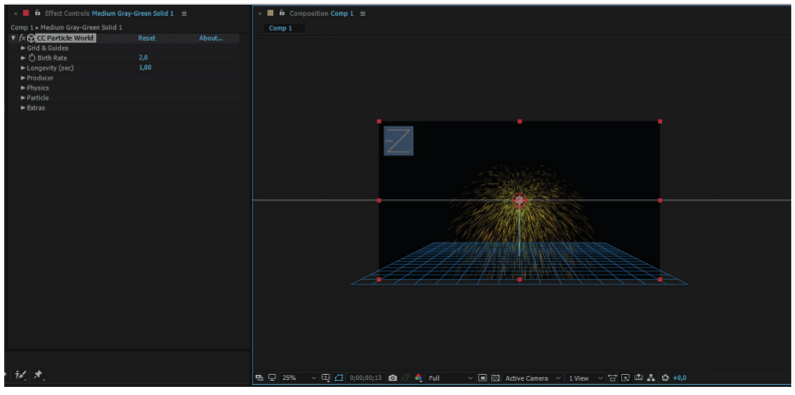 Effect Controls Medium Gray-Green Solid 1
Comp 1 • Medium Gray-Green Solid 1
fx CC Particle World Reset About...
Grid & Guides
Birth Rate 2,0
Longevity (sec) 1,00
Producer
Physics
Particle
Extras
Composition Comp 1
Comp 1
25% 0;00;00;13 Full Active Camera 1 View +0,0